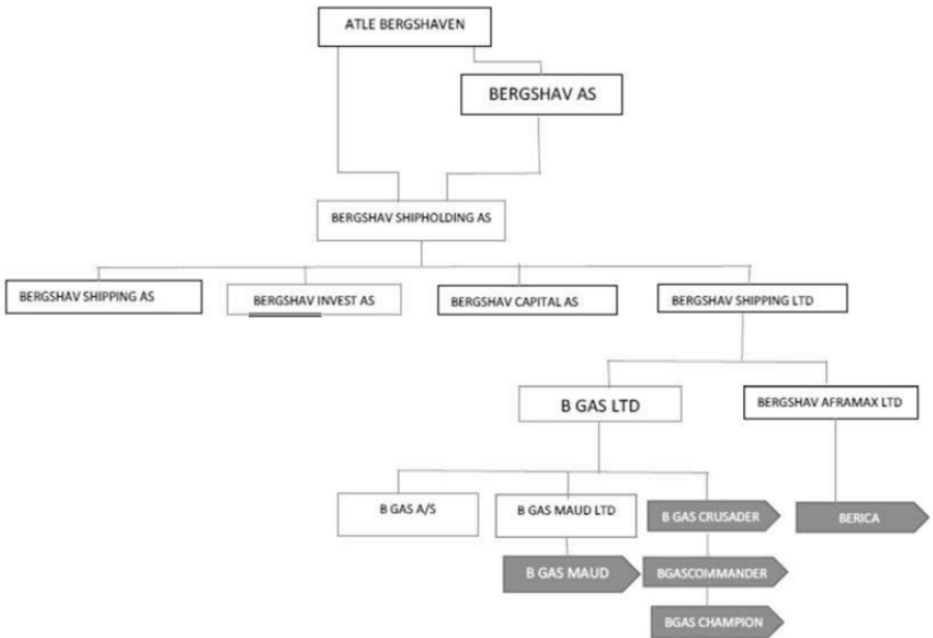 ATLE BERGSHAVEN
BERGSHAV AS
BERGSHAV SHIPHOLDING AS
BERGSHAV SHIPPING AS
BERGSHAV INVEST AS
BERGSHAV CAPITAL AS
BERGSHAV SHIPPING LTD
B GAS LTD
BERGSHAV AFRAMAX LTD
B GAS A/S
B GAS MAUD LTD
B GAS CRUSADER
BERICA
B GAS MAUD
BGASCOMMANDER
BGAS CHAMPION